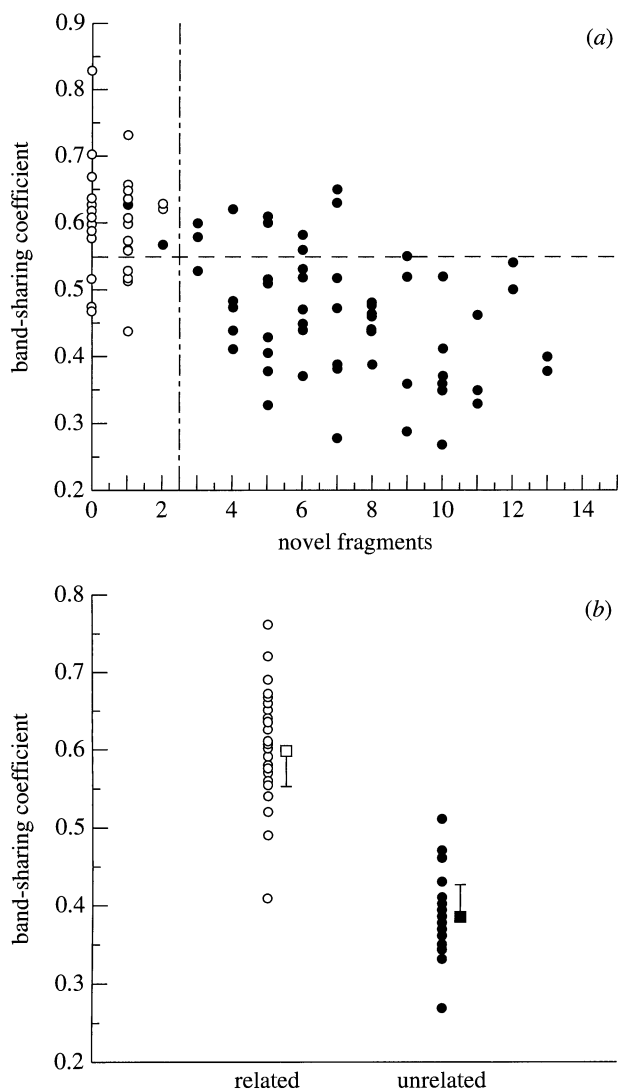 (a)
0.9
0.8
0.7
0.6
0.5
0.4
0.3
0.2
band-sharing coefficient
0 2 4 6 8 10 12 14
novel fragments
(b)
0.8
0.7
0.6
0.5
0.4
0.3
0.2
band-sharing coefficient
related unrelated